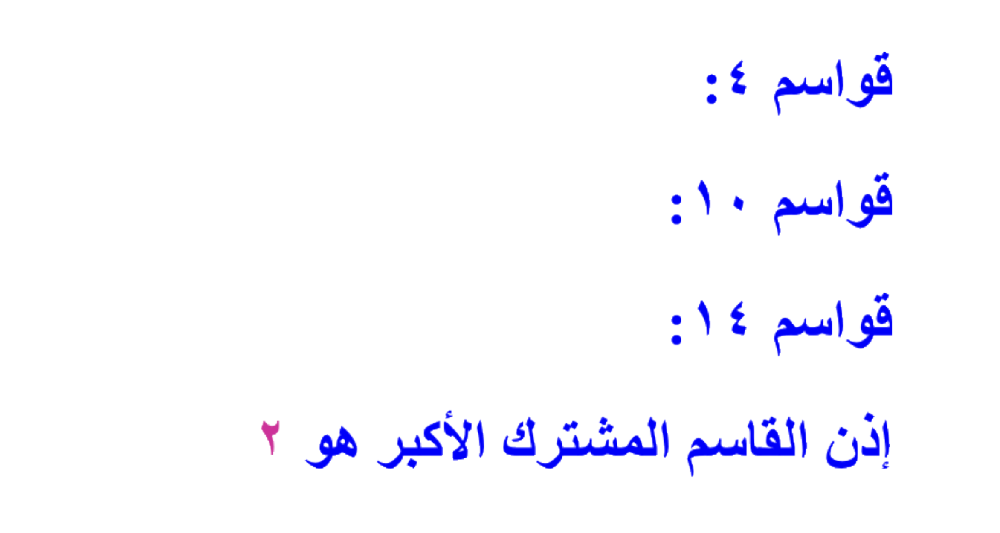 قواسم ٤:
قواسم ١٠:
قواسم ١٤:
إذن القاسم المشترك الأكبر هو ٢